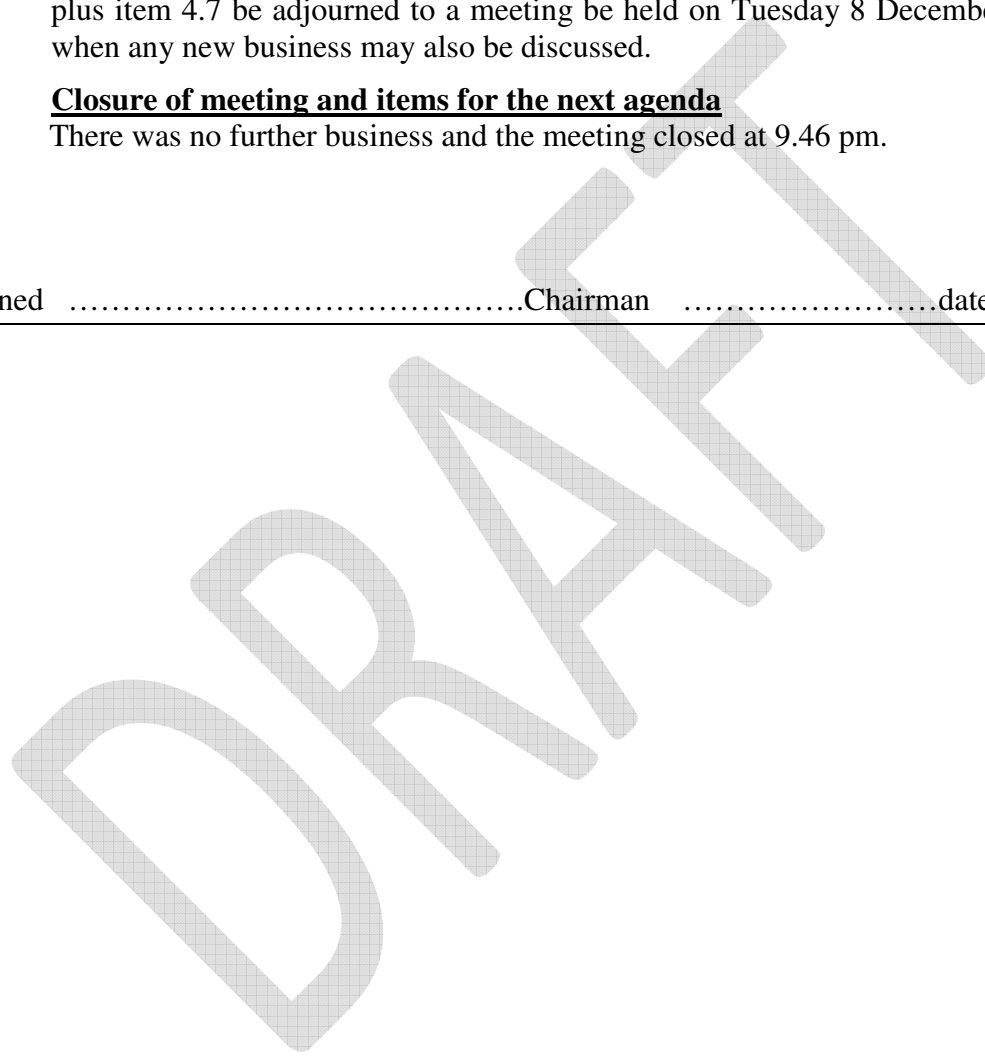 plus item 4.7 be adjourned to a meeting be held on Tuesday 8 Decembe
when any new business may also be discussed.
Closure of meeting and items for the next agenda
There was no further business and the meeting closed at 9.46 pm.
ned ……………………………………….Chairman …………………….date
DRAFT